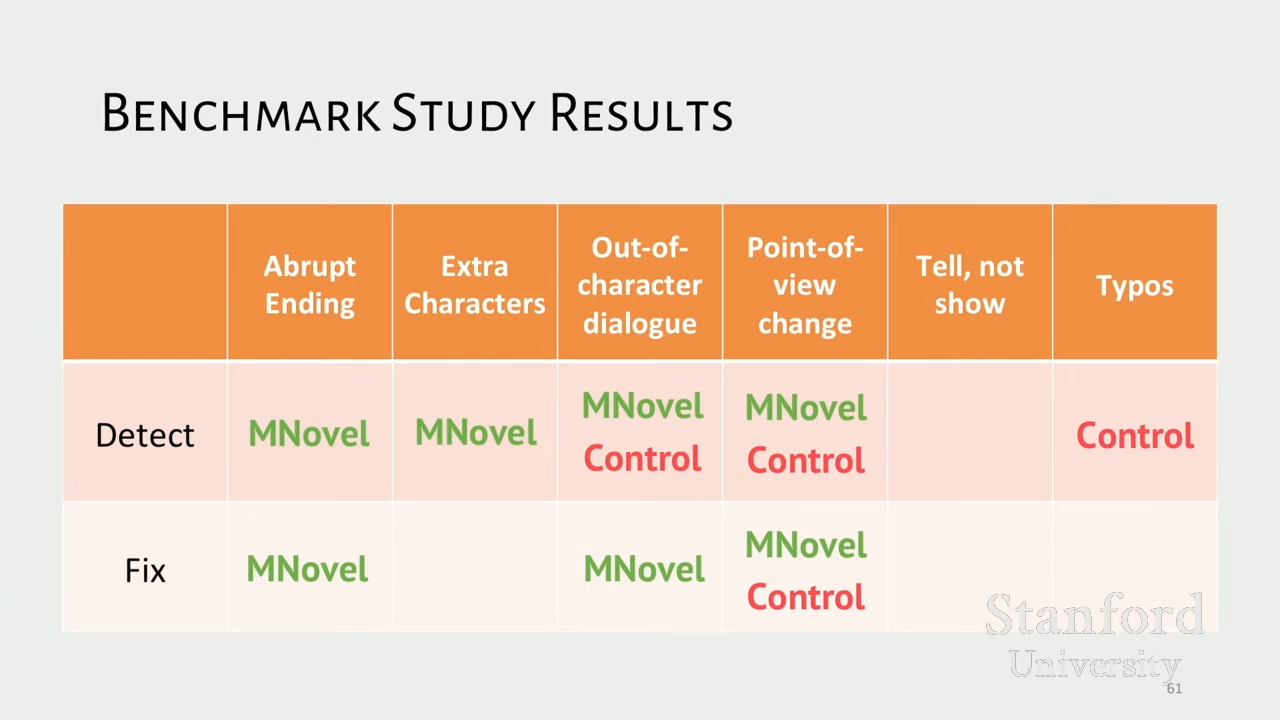 Benchmark Study Results
Abrupt
Ending
Extra
Characters
Out-of-
character
dialogue
Point-of-
view
change
Tell, not
show
Typos
Detect
MNovel
MNovel
MNovel
Control
MNovel
Control
Control
Fix
MNovel
MNovel
MNovel
Control
Stanford
University
61